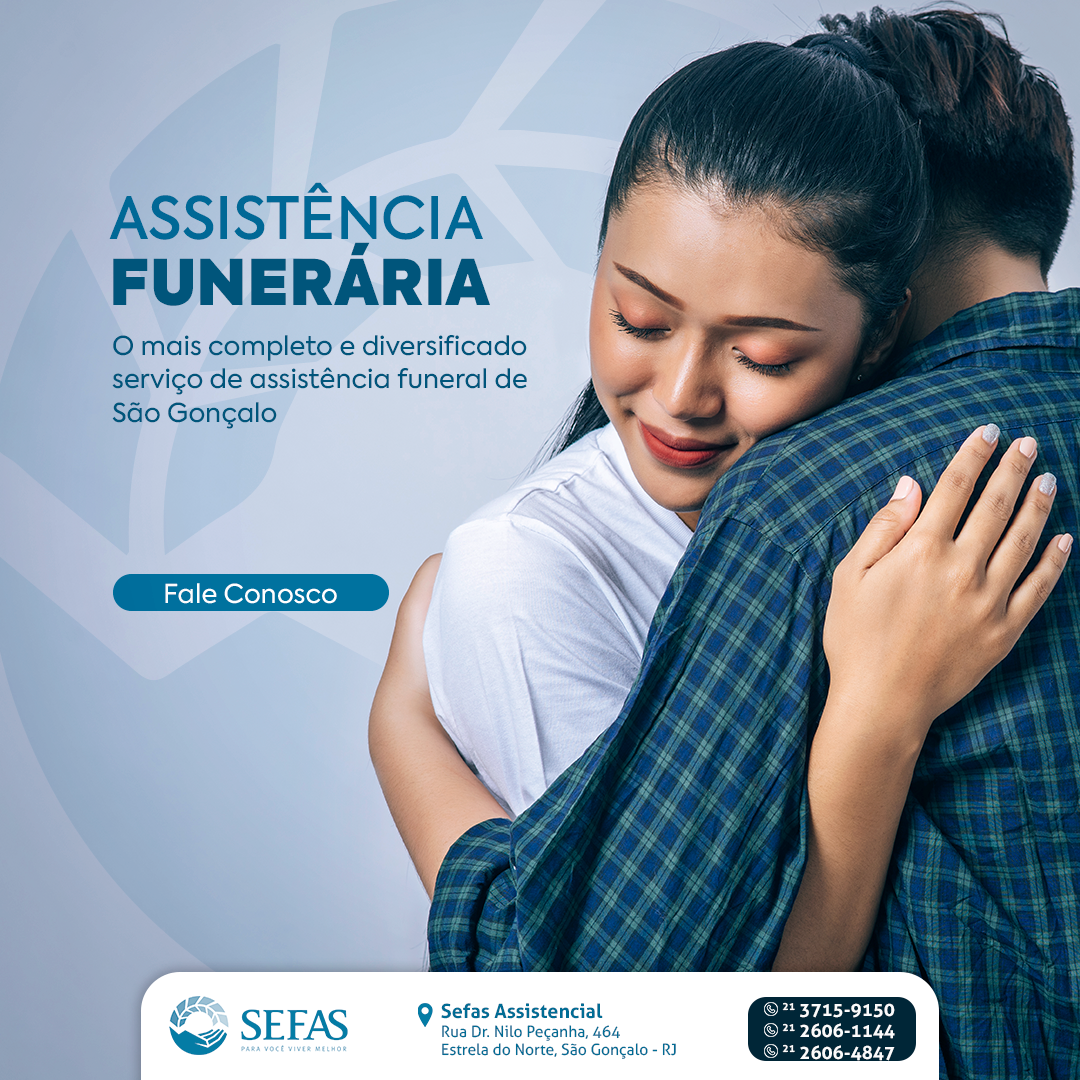 ASSISTÊNCIA
FUNERÁRIA
O mais completo e diversificado
serviço de assistência funeral de
São Gonçalo
Fale Conosco
SEFAS
PARA VOCÊ VIVER MELHOR
Sefas Assistencial
Rua Dr. Nilo Peçanha, 464
Estrela do Norte, São Gonçalo - RJ
21 3715-9150
21 2606-1144
21 2606-4847